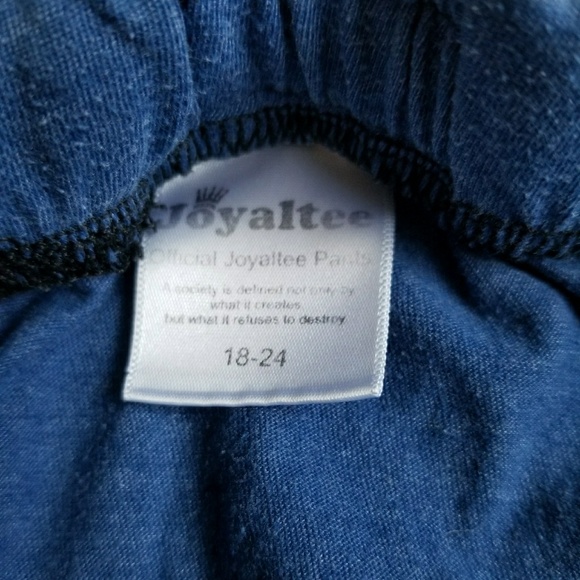 Joyaltee
Official Joyaltee Pants
A society is defined not only by
what it creates
but what it refuses to destroy
18-24